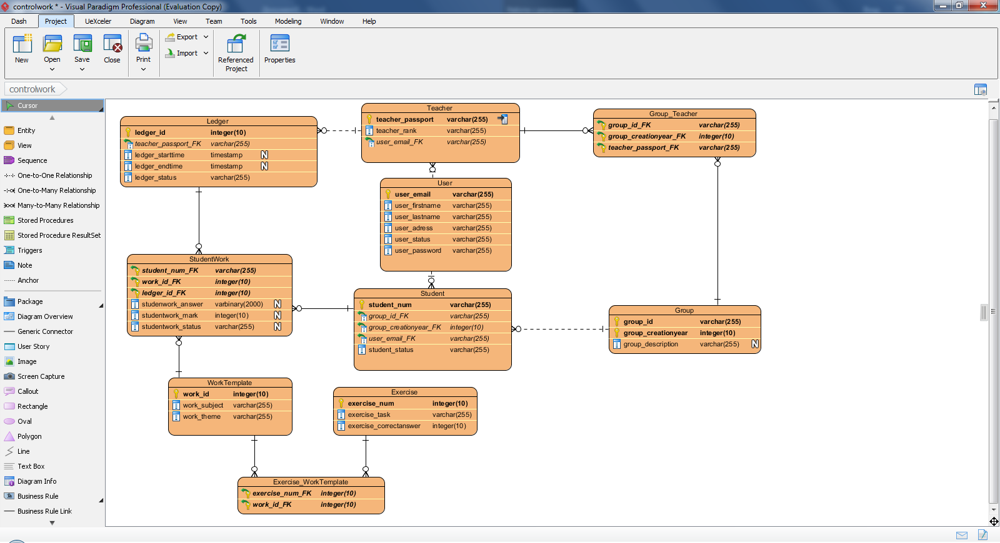 controlwork * - Visual Paradigm Professional (Evaluation Copy)
Dash Project UeXceler Diagram View Team Tools Modeling Window Help
New Open Save Close Print Export Import Referenced Project Properties
controlwork
Cursor
Entity
View
Sequence
One-to-One Relationship
One-to-Many Relationship
Many-to-Many Relationship
Stored Procedures
Stored Procedure ResultSet
Triggers
Note
Anchor
Package
Diagram Overview
Generic Connector
User Story
Image
Screen Capture
Callout
Rectangle
Oval
Polygon
Line
Text Box
Diagram Info
Business Rule
Business Rule Link
Ledger
ledger_id integer(10)
teacher_passport_FK varchar(255)
ledger_starttime timestamp N
ledger_endtime timestamp N
ledger_status varchar(255)
Teacher
teacher_passport varchar(255)
teacher_rank varchar(255)
user_email_FK varchar(255)
Group_Teacher
group_id_FK varchar(255)
group_creationyear_FK integer(10)
teacher_passport_FK varchar(255)
User
user_email varchar(255)
user_firstname varchar(255)
user_lastname varchar(255)
user_adress varchar(255)
user_status varchar(255)
user_password varchar(255)
StudentWork
student_num_FK varchar(255)
work_id_FK integer(10)
ledger_id_FK integer(10)
studenwork_answer varbinary(2000) N
studentwork_mark integer(10) N
studentwork_status varchar(255) N
Student
student_num varchar(255)
group_id_FK varchar(255)
group_creationyear_FK integer(10)
user_email_FK varchar(255)
student_status varchar(255)
Group
group_id varchar(255)
group_creationyear integer(10)
group_description varchar(255) N
WorkTemplate
work_id integer(10)
work_subject varchar(255)
work_theme varchar(255)
Exercise
exercise_num integer(10)
exercise_task varchar(255)
exercise_correctanswer integer(10)
Exercise_WorkTemplate
exercise_num_FK integer(10)
work_id_FK integer(10)